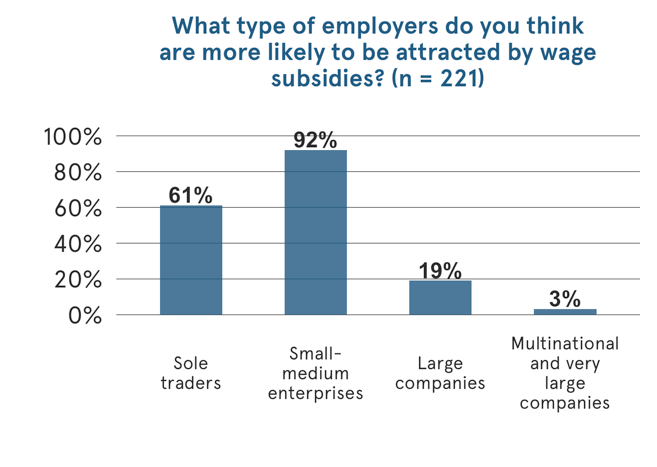 What type of employers do you think
are more likely to be attracted by wage
subsidies? (n = 221)
100%
80%
60%
40%
20%
0%
61%
92%
19%
3%
Sole
traders
Small-
medium
enterprises
Large
companies
Multinational
and very
large
companies